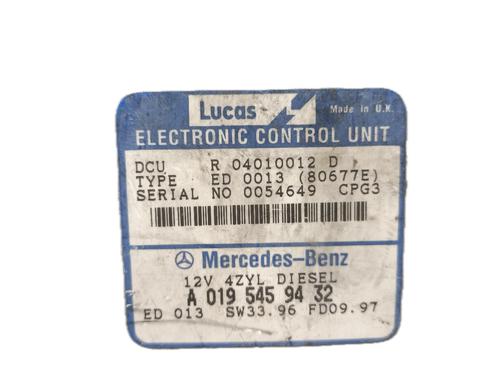 Lucas
Made in U.K.
ELECTRONIC CONTROL UNIT
DCU R 04010012 D
TYPE ED 0013 (80677E)
SERIAL NO 0054649 CPG3
Mercedes-Benz
12V 4ZYL DIESEL
A 019 545 94 32
ED 013 SW33.96 FD09.97